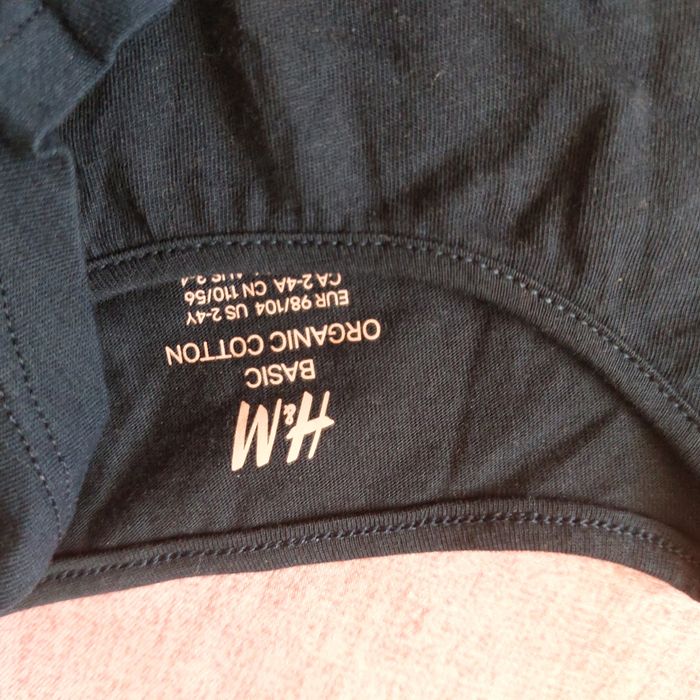 H&M
BASIC
ORGANIC COTTON
EUR 98/104 US 2-4Y
CA 2-4A CN 110/56